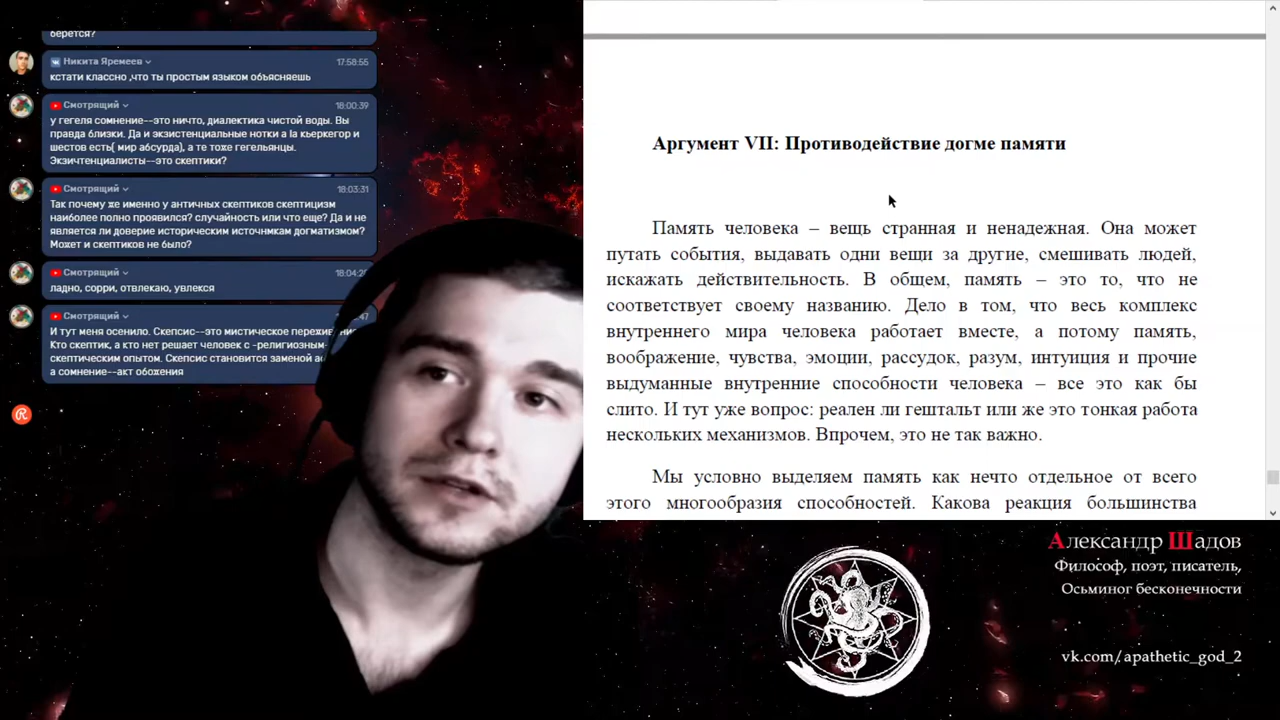 берется?
Никита Яремеев
17:58:55
кстати классно ,что ты простым языком объясняешь
Смотрящий
18:00:39
у гегеля сомнение--это ничто, диалектика чистой воды. Вы
правда близки. Да и экзистенциальные нотки а la кьеркегор и
шестов есть( мир абсурда), а те тоже гегельянцы.
Экзичтенциалисты--это скептики?
Смотрящий
18:03:31
Так почему же именно у античных скептиков скептицизм
наиболее полно проявился? случайность или что еще? Да и не
является ли доверие историческим источнмкам догматизмом?
Может и скептиков не было?
Смотрящий
ладно, сорри, отвлекаю, увлекся
Смотрящий
И тут меня осенило. Скепсис--это мистическое
Кто скептик, а кто нет решает человек с -религиозным-
скептическим опытом. Скепсис становится заменой
а сомнение--акт обожения
Аргумент VII: Противодействие догме памяти
Память человека – вещь странная и ненадежная. Она может
путать события, выдавать одни вещи за другие, смешивать людей,
искажать действительность. В общем, память – это то, что не
соответствует своему названию. Дело в том, что весь комплекс
внутреннего мира человека работает вместе, а потому память,
воображение, чувства, эмоции, рассудок, разум, интуиция и прочие
выдуманные внутренние способности человека – все это как бы
слито. И тут уже вопрос: реален ли гештальт или же это тонкая работа
нескольких механизмов. Впрочем, это не так важно.
Мы условно выделяем память как нечто отдельное от всего
этого многообразия способностей. Какова реакция большинства
Александр Шадов
Философ, поэт, писатель,
Осьминог бесконечности
vk.com/apathetic_god_2